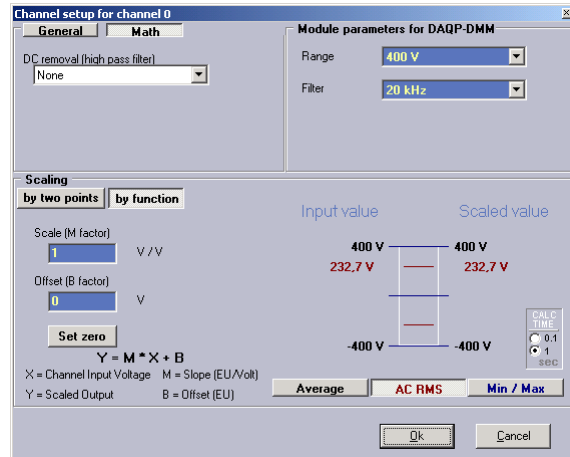 Channel setup for channel 0
General Math
DC removal (high pass filter)
None
Module parameters for DAQP-DMM
Range 400 V
Filter 20 kHz
Scaling
by two points by function
Scale (M factor)
1 V / V
Offset (B factor)
0 V
Set zero
Y = M * X + B
X = Channel Input Voltage M = Slope (EU/Volt)
Y = Scaled Output B = Offset (EU)
Input value Scaled value
400 V 400 V
232,7 V 232,7 V
-400 V -400 V
CALC
TIME
0.1
1
sec
Average AC RMS Min / Max
Ok Cancel